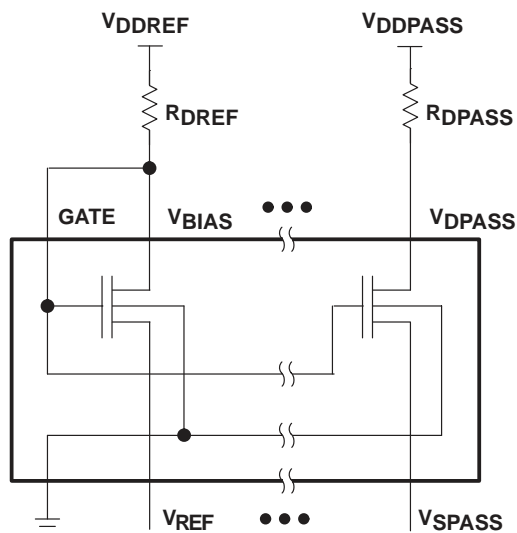 VDDREF
VDDPASS
RDREF
RDPASS
GATE
VBIAS
VDPASS
VREF
VSPASS